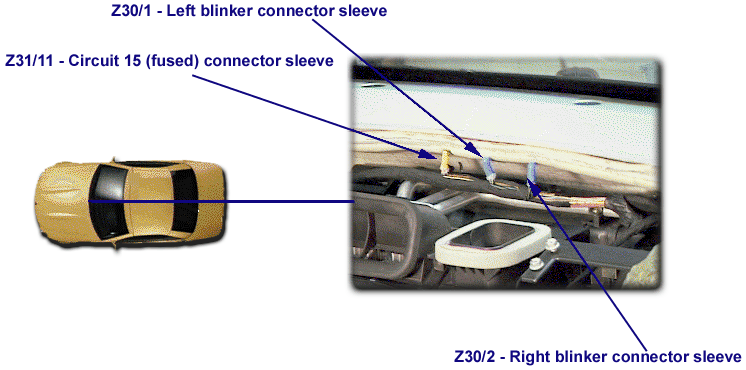 Z30/1 - Left blinker connector sleeve
Z31/11 - Circuit 15 (fused) connector sleeve
Z30/2 - Right blinker connector sleeve